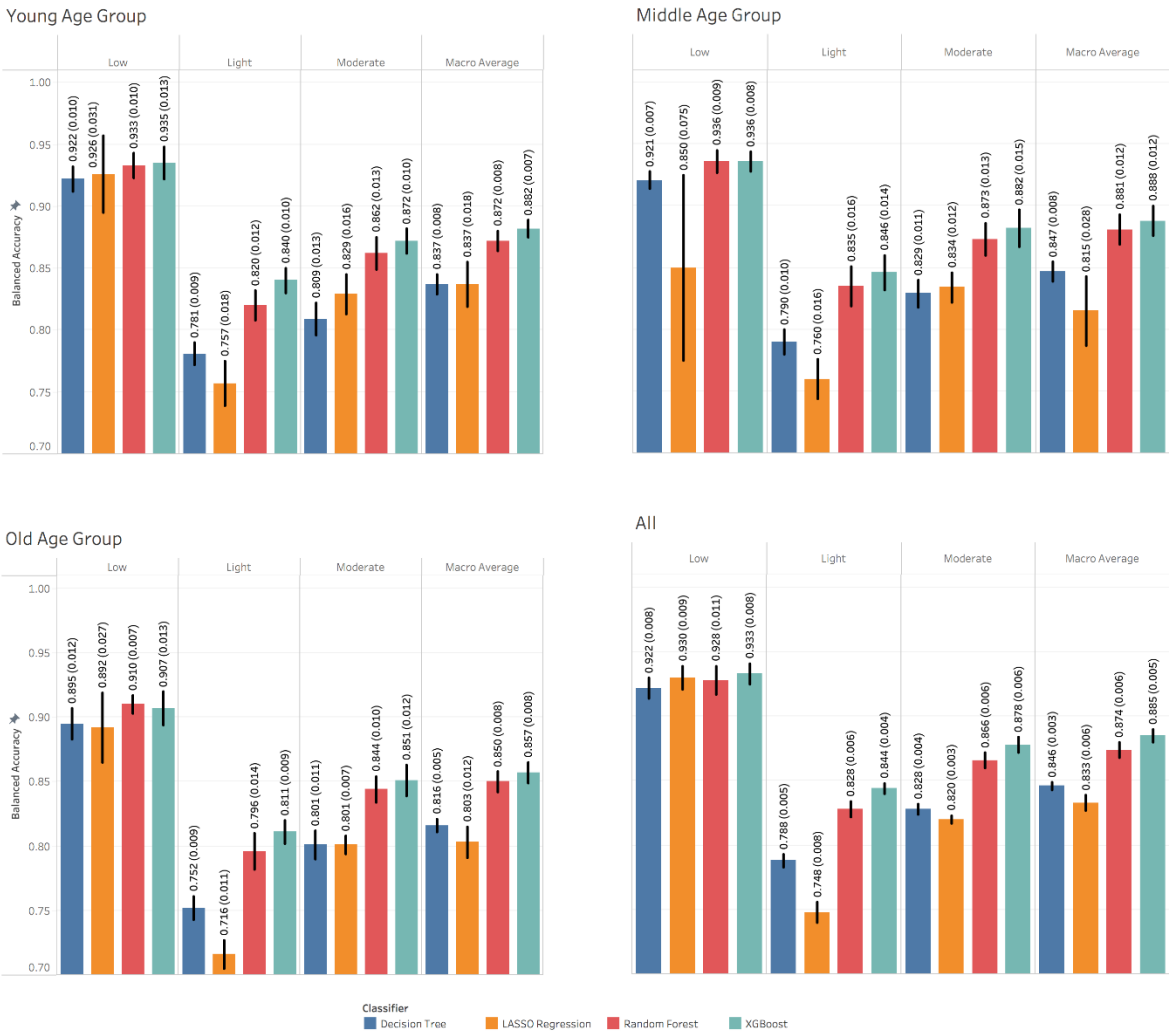 Young Age Group
Low
Light
Moderate
Macro Average
Balanced Accuracy
1.00
0.95
0.90
0.85
0.80
0.75
0.70
0.922 (0.010)
0.926 (0.031)
0.933 (0.010)
0.935 (0.013)
0.781 (0.009)
0.757 (0.018)
0.820 (0.012)
0.840 (0.010)
0.809 (0.013)
0.829 (0.016)
0.862 (0.013)
0.872 (0.010)
0.837 (0.008)
0.837 (0.018)
0.872 (0.008)
0.882 (0.007)
Middle Age Group
Low
Light
Moderate
Macro Average
0.921 (0.007)
0.850 (0.075)
0.936 (0.009)
0.936 (0.008)
0.790 (0.010)
0.760 (0.016)
0.835 (0.016)
0.846 (0.014)
0.829 (0.011)
0.834 (0.012)
0.873 (0.013)
0.882 (0.015)
0.847 (0.008)
0.815 (0.028)
0.881 (0.012)
0.888 (0.012)
Old Age Group
Low
Light
Moderate
Macro Average
Balanced Accuracy
1.00
0.95
0.90
0.85
0.80
0.75
0.70
0.895 (0.012)
0.892 (0.027)
0.910 (0.007)
0.907 (0.013)
0.752 (0.009)
0.716 (0.011)
0.796 (0.014)
0.811 (0.009)
0.801 (0.011)
0.801 (0.007)
0.844 (0.010)
0.851 (0.012)
0.816 (0.005)
0.803 (0.012)
0.850 (0.008)
0.857 (0.008)
All
Low
Light
Moderate
Macro Average
0.922 (0.008)
0.930 (0.009)
0.928 (0.011)
0.933 (0.008)
0.788 (0.005)
0.748 (0.008)
0.828 (0.006)
0.844 (0.004)
0.828 (0.004)
0.820 (0.003)
0.866 (0.006)
0.878 (0.006)
0.846 (0.003)
0.833 (0.006)
0.874 (0.006)
0.885 (0.005)
Classifier
Decision Tree
LASSO Regression
Random Forest
XGBoost